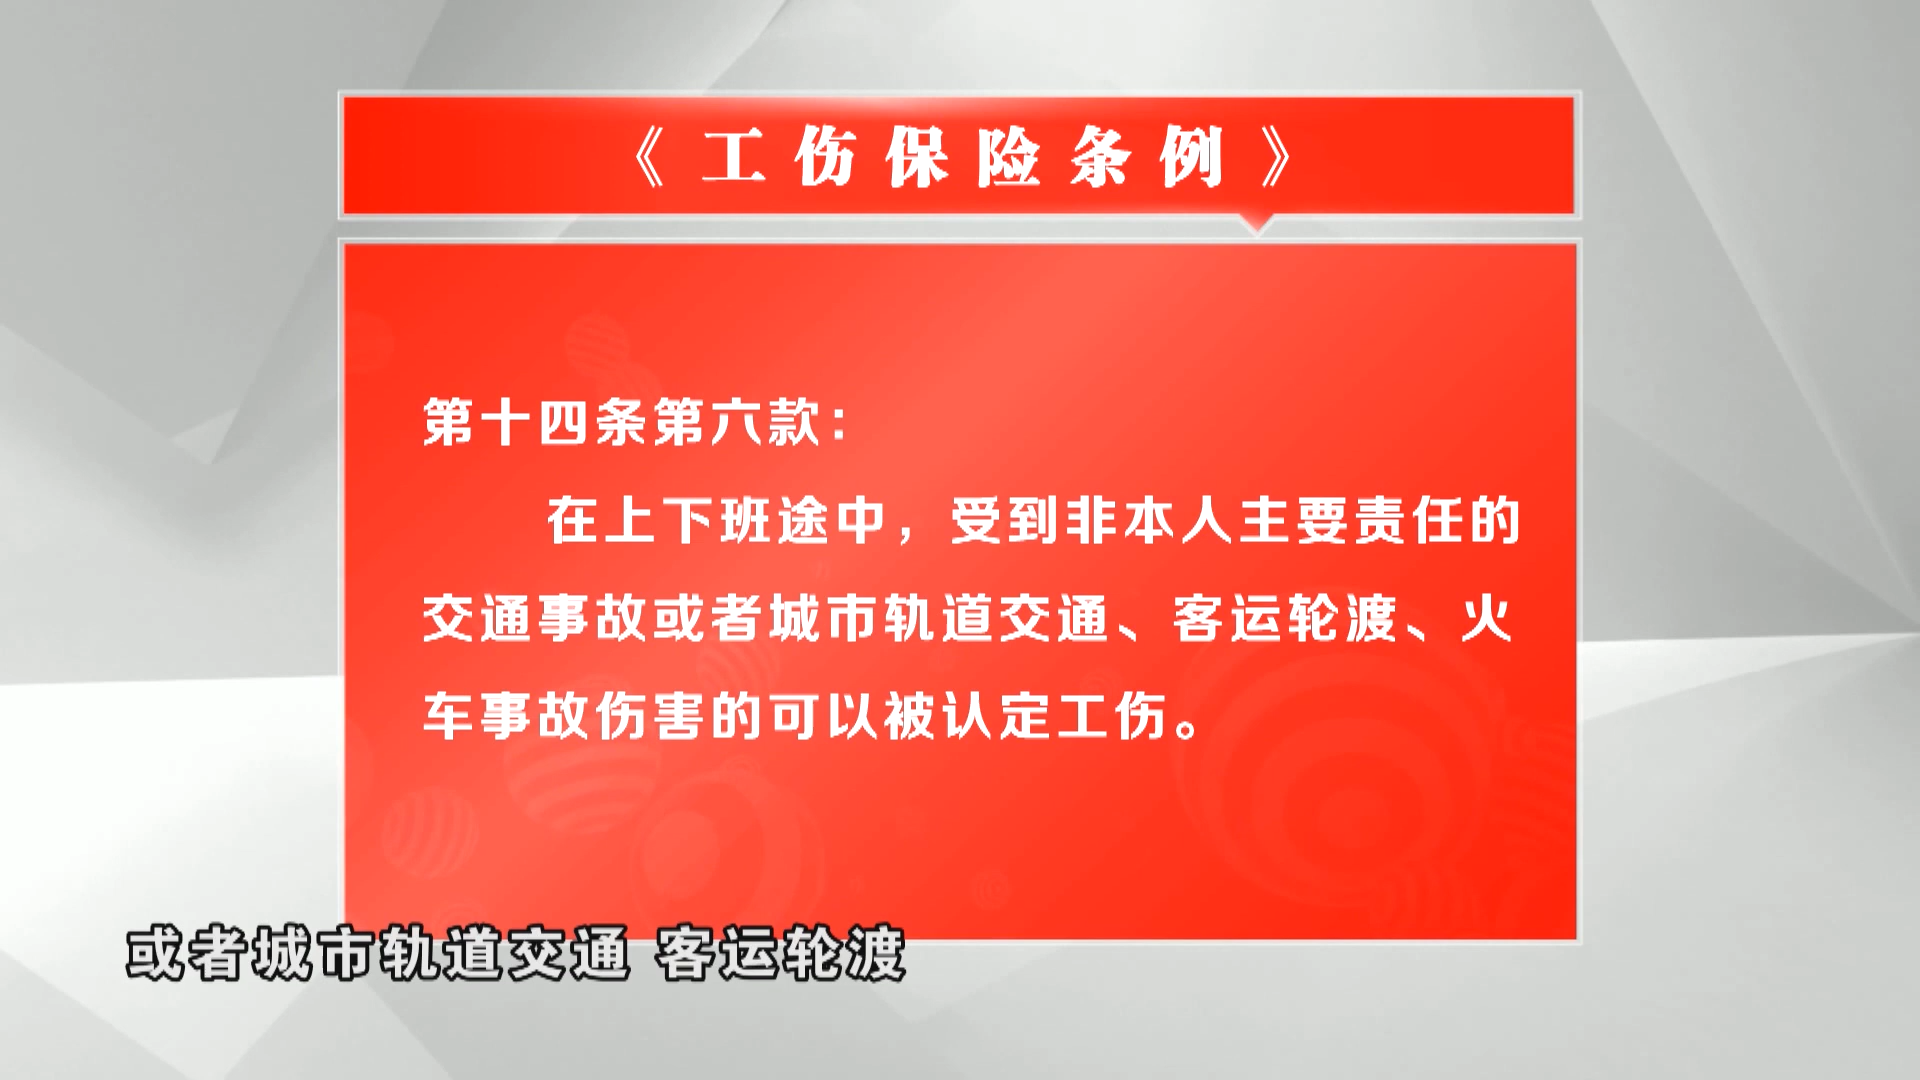 《工伤保险条例》
第十四条第六款：
在上下班途中，受到非本人主要责任的
交通事故或者城市轨道交通、客运轮渡、火
车事故伤害的可以被认定工伤。
或者城市轨道交通 客运轮渡